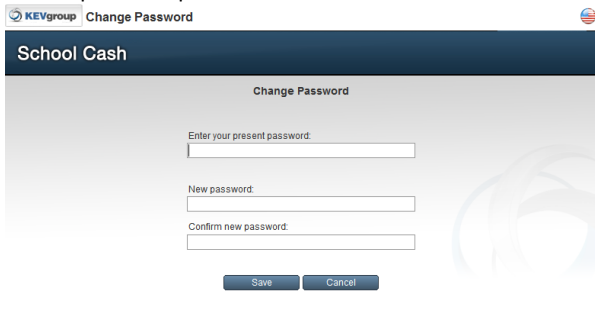 KEVgroup Change Password
School Cash
Change Password
Enter your present password:
New password:
Confirm new password:
Save Cancel